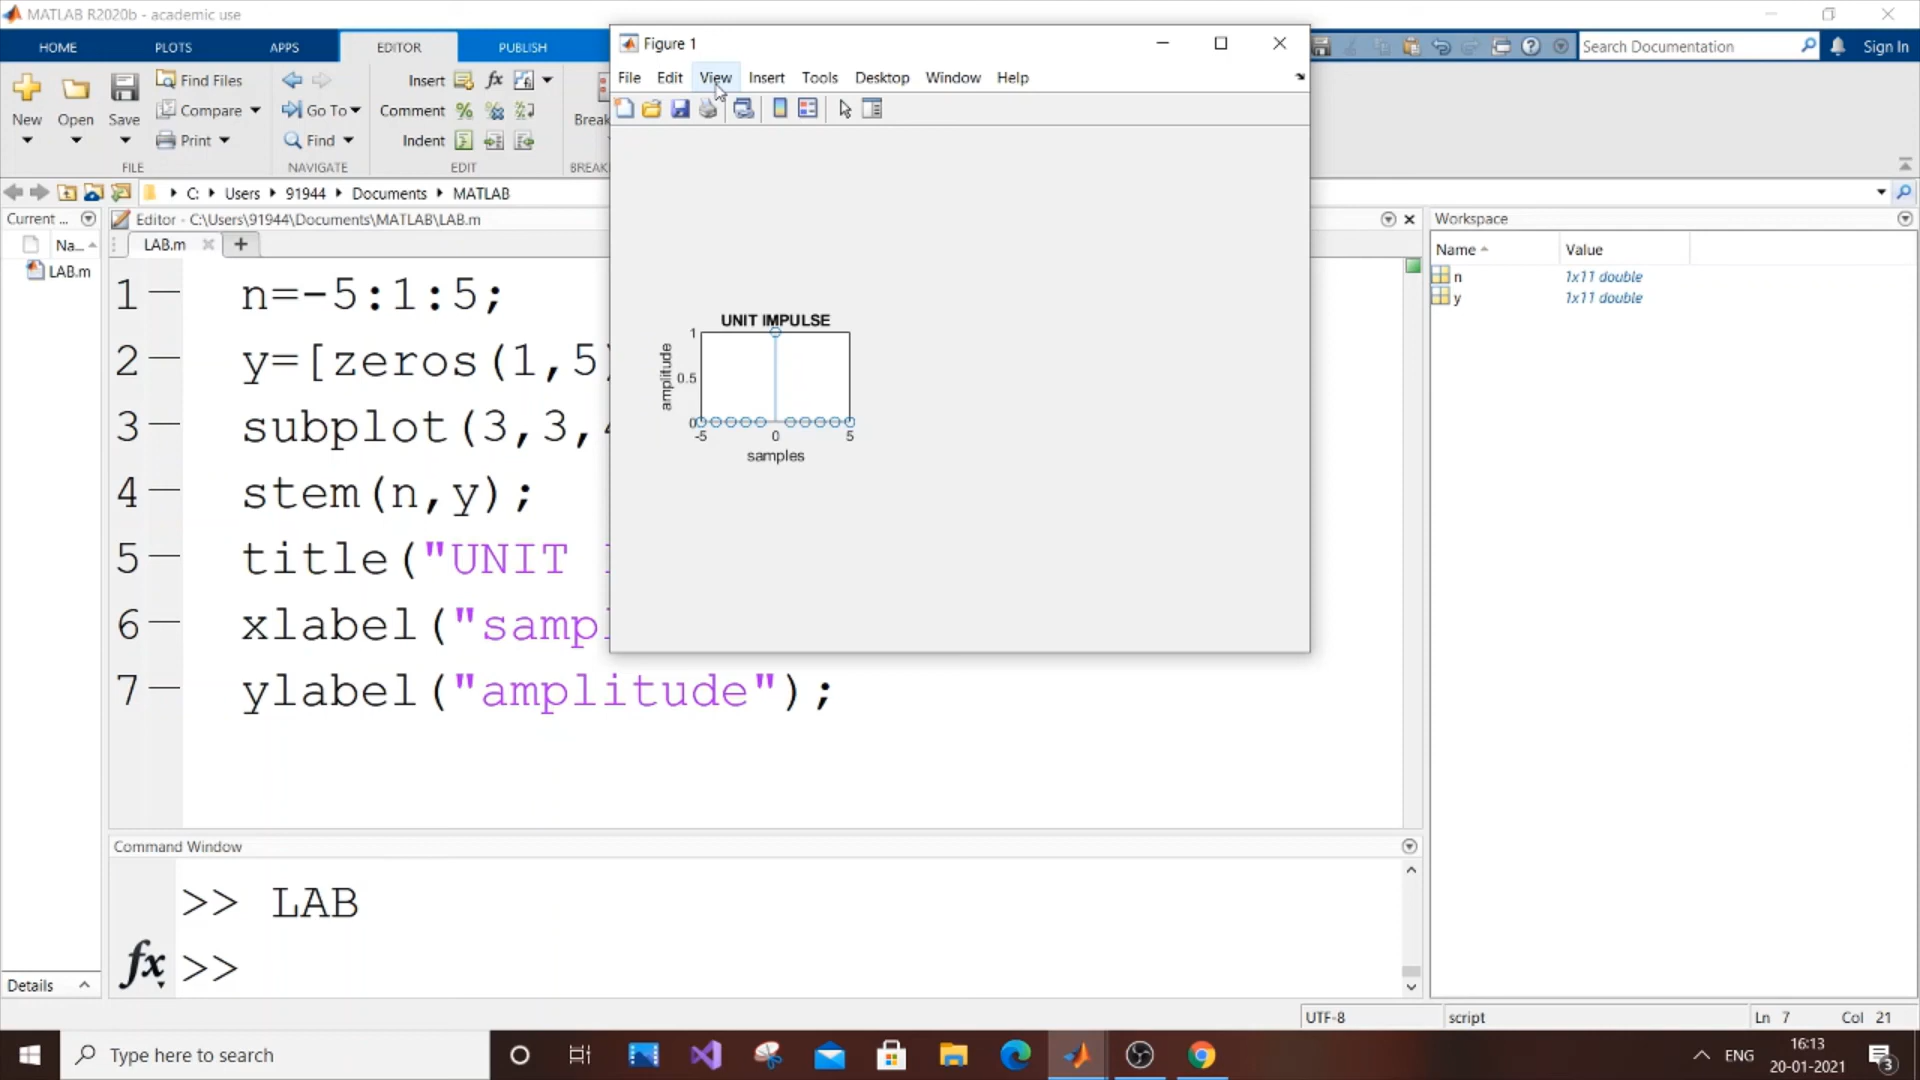 MATLAB R2020b - academic use
HOME
PLOTS
APPS
EDITOR
PUBLISH
Search Documentation
Sign In
New
Open
Save
Find Files
Compare
Print
FILE
Go To
Find
NAVIGATE
Insert
Comment
Indent
EDIT
fx
Break
BREAK
C:
Users
91944
Documents
MATLAB
Current ...
Na...
LAB.m
Editor - C:\Users\91944\Documents\MATLAB\LAB.m
LAB.m
1 n=-5:1:5;
2 y=[zeros(1,5)
3 subplot(3,3,4
4 stem(n,y);
5 title("UNIT
6 xlabel("sampl
7 ylabel("amplitude");
Figure 1
File Edit View Insert Tools Desktop Window Help
UNIT IMPULSE
1
0.5
0
amplitude
-5 0 5
samples
Workspace
Name Value
n 1x11 double
y 1x11 double
Command Window
>> LAB
fx >>
Details
UTF-8
script
Ln 7 Col 21
Type here to search
ENG
16:13
20-01-2021
3